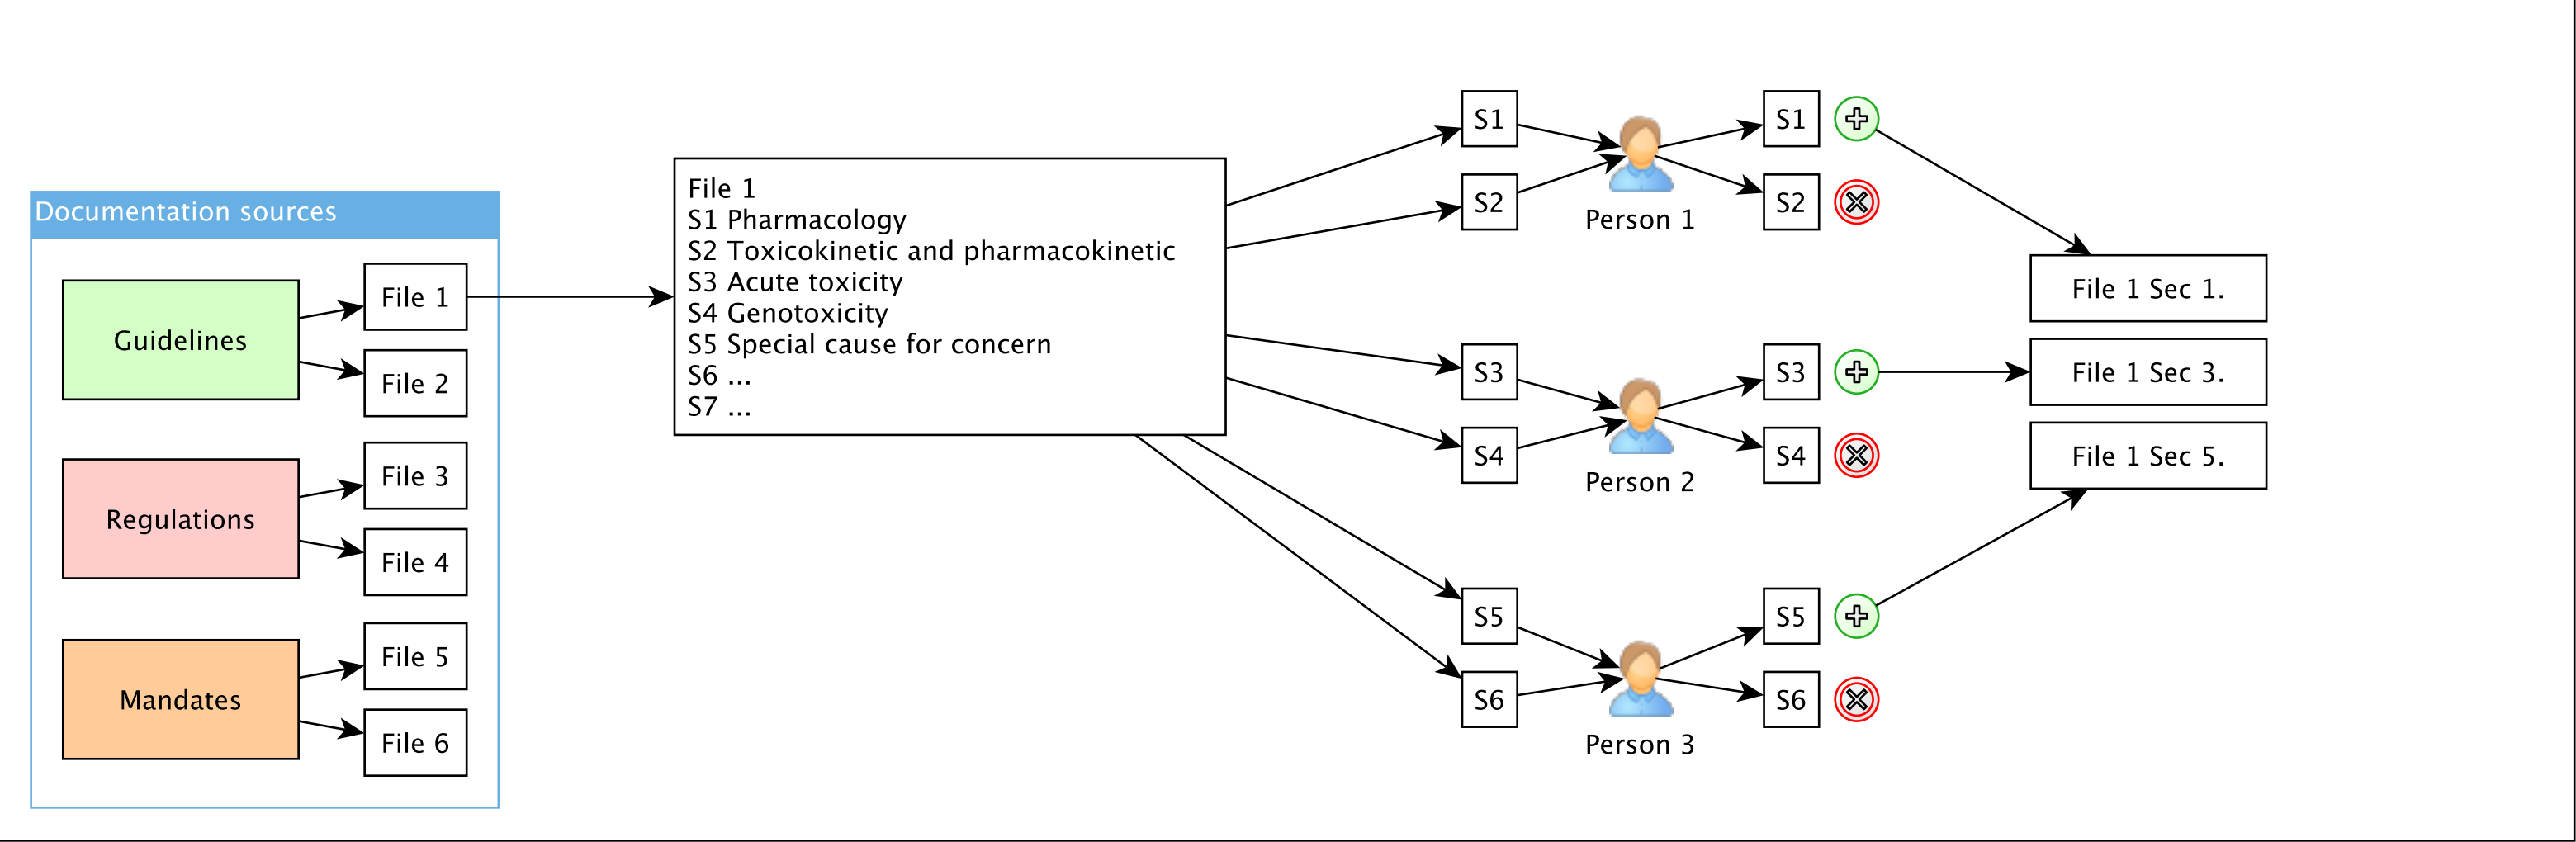 Documentation sources
Guidelines
File 1
File 2
Regulations
File 3
File 4
Mandates
File 5
File 6
File 1
S1 Pharmacology
S2 Toxicokinetic and pharmacokinetic
S3 Acute toxicity
S4 Genotoxicity
S5 Special cause for concern
S6 ...
S7 ...
S1
S2
Person 1
S1
S2
S3
S4
Person 2
S3
S4
S5
S6
Person 3
S5
S6
File 1 Sec 1.
File 1 Sec 3.
File 1 Sec 5.